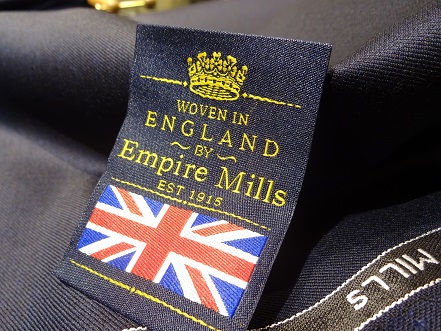 WOVEN IN
ENGLAND
~ BY ~
Empire Mills
EST. 1915
MILLS